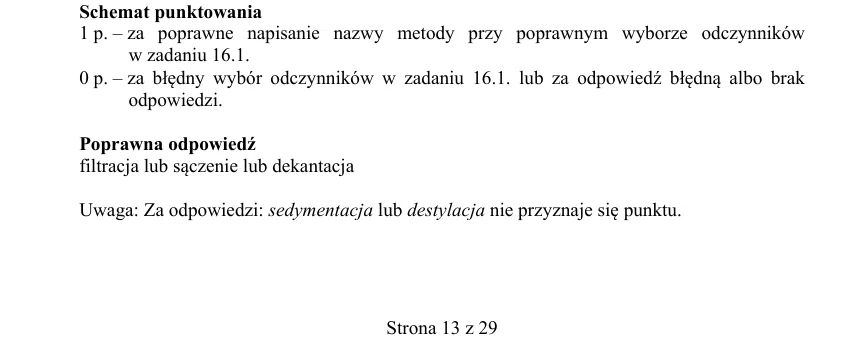 Schemat punktowania
1 p. – za poprawne napisanie nazwy metody przy poprawnym wyborze odczynników
w zadaniu 16.1.
0 p. – za błędny wybór odczynników w zadaniu 16.1. lub za odpowiedź błędną albo brak
odpowiedzi.
Poprawna odpowiedź
filtracja lub sączenie lub dekantacja
Uwaga: Za odpowiedzi: sedymentacja lub destylacja nie przyznaje się punktu.
Strona 13 z 29